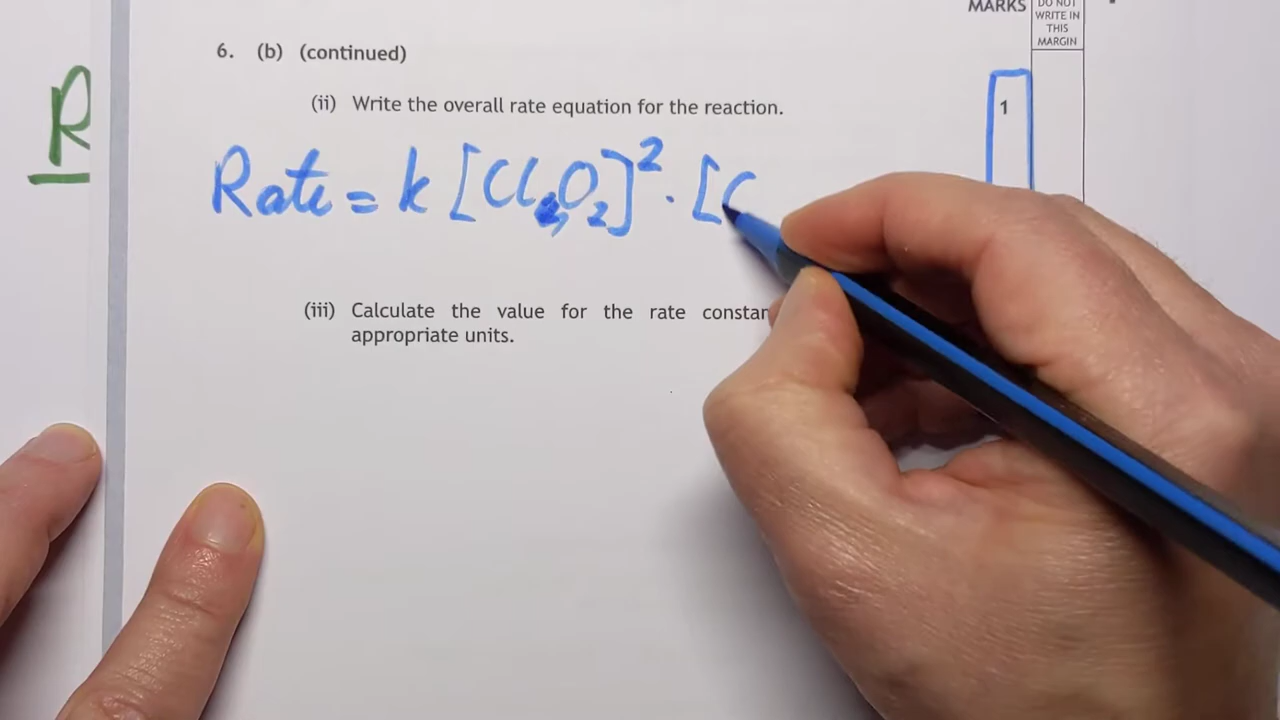 MARKS
DO NOT
WRITE IN
THIS
MARGIN
6. (b) (continued)
(ii) Write the overall rate equation for the reaction.
1
R
Rate = k [ClO₂]² · [C
(iii) Calculate the value for the rate constan
appropriate units.